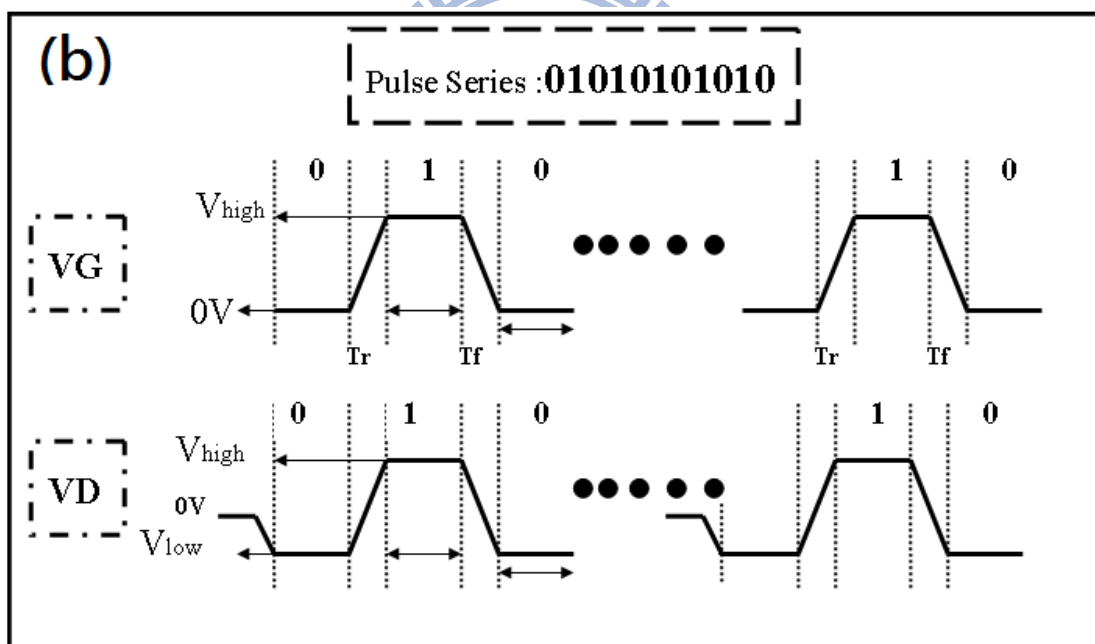 (b)
Pulse Series :01010101010
0 1 0 1 0
Vhigh
VG
0V
Tr Tf Tr Tf
0 1 0 1 0
Vhigh
VD
0V
Vlow